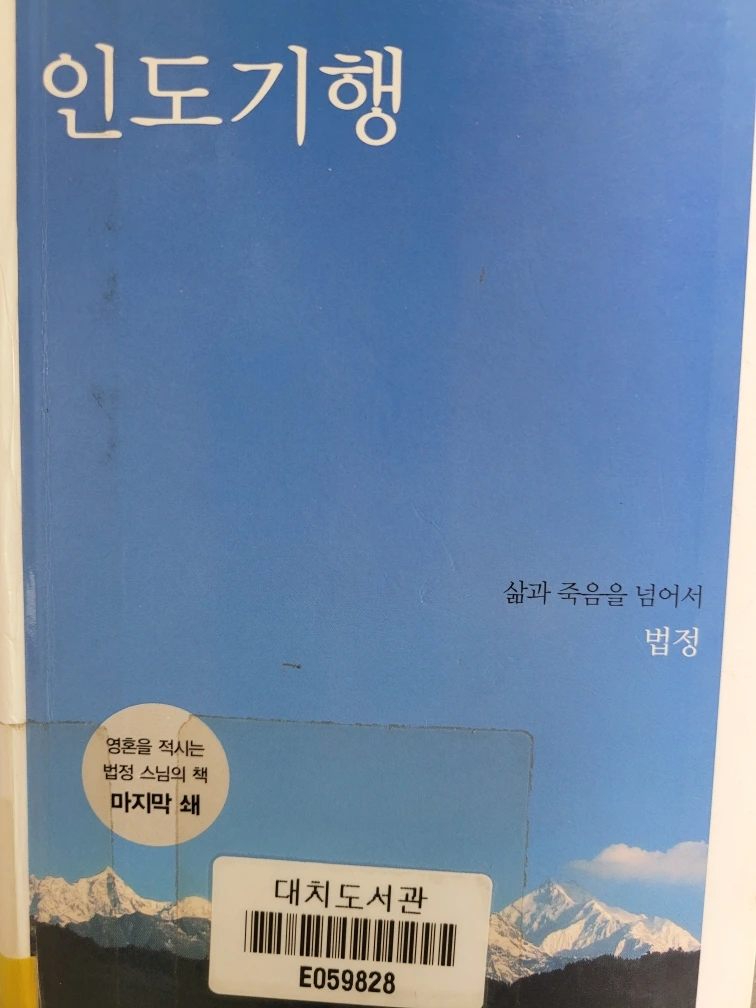 인도기행
삶과 죽음을 넘어서
법정
영혼을 적시는
법정 스님의 책
마지막 쇄
대치도서관
E059828